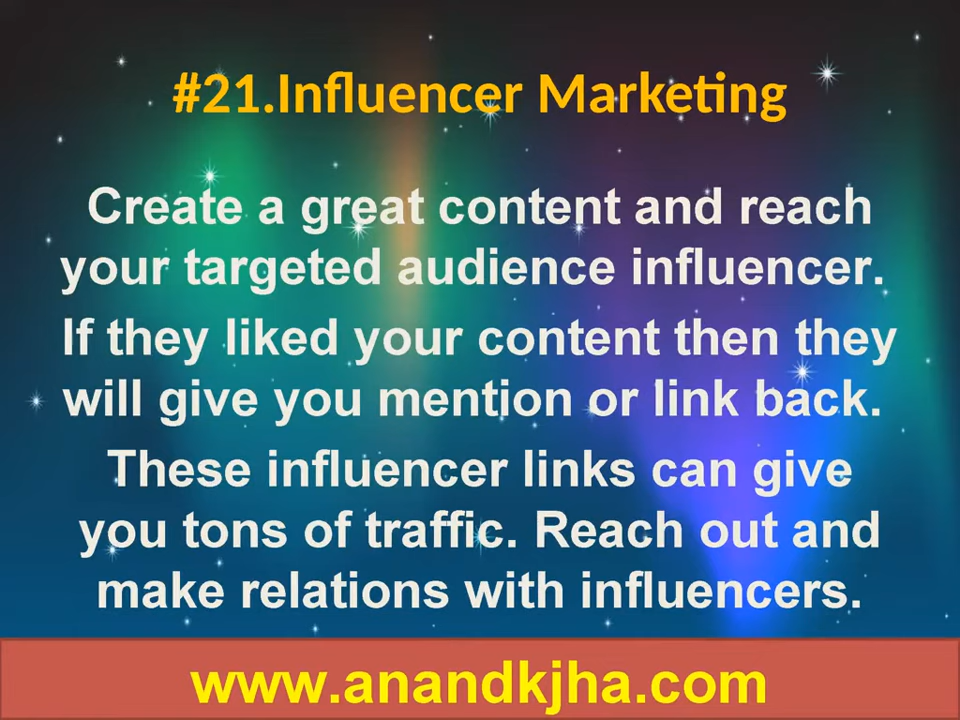 #21.Influencer Marketing
Create a great content and reach
your targeted audience influencer.
If they liked your content then they
will give you mention or link back.
These influencer links can give
you tons of traffic. Reach out and
make relations with influencers.
www.anandkjha.com